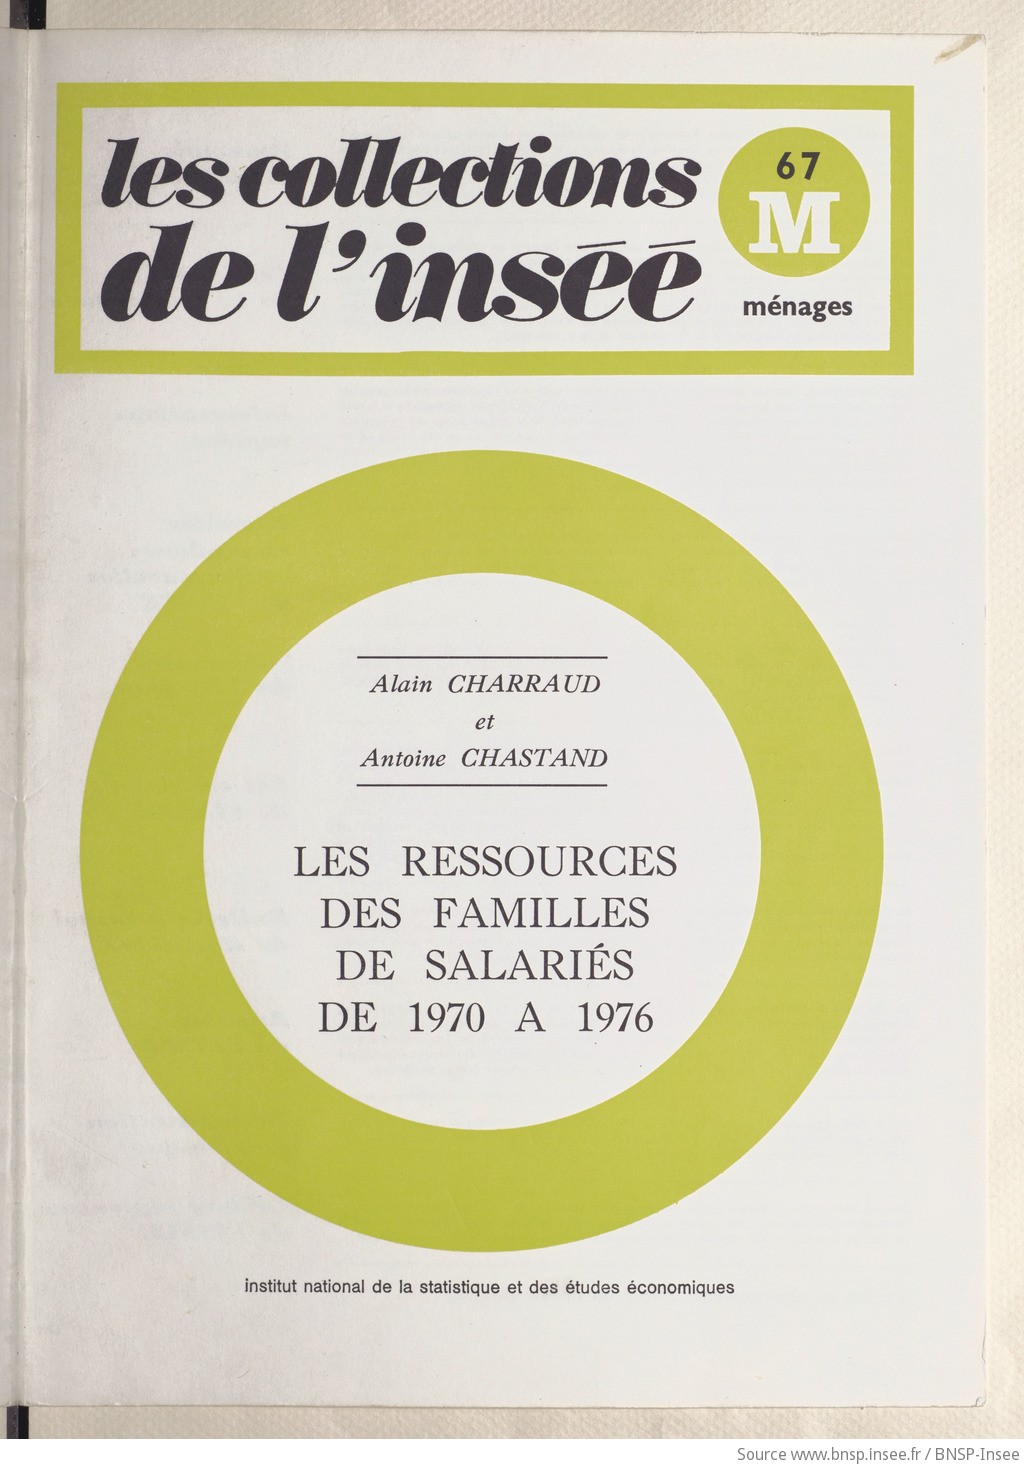 les collections
de l'inséé
67
M
ménages
Alain CHARRAUD
et
Antoine CHASTAND
LES RESSOURCES
DES FAMILLES
DE SALARIÉS
DE 1970 A 1976
institut national de la statistique et des études économiques
Source www.bnsp.insee.fr / BNSP-Insee